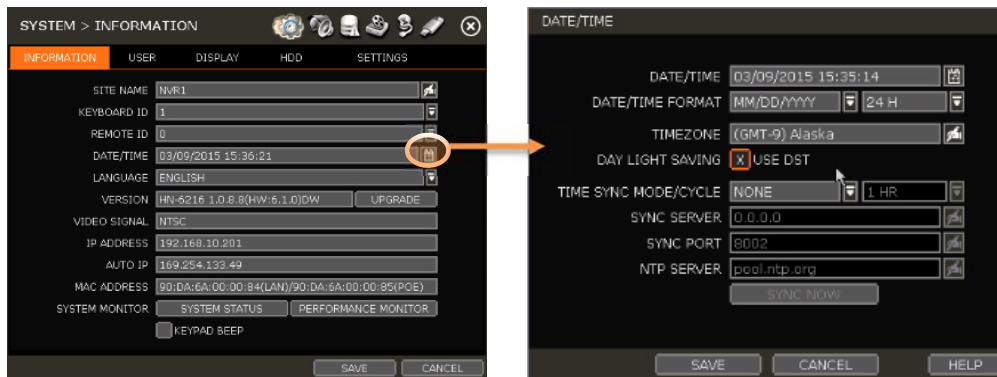 SYSTEM > INFORMATION
INFORMATION USER DISPLAY HDD SETTINGS
SITE NAME NVR1
KEYBOARD ID 1
REMOTE ID 0
DATE/TIME 03/09/2015 15:36:21
LANGUAGE ENGLISH
VERSION HN-6216 1.0.8.8(HW:6.1.0)DW UPGRADE
VIDEO SIGNAL NTSC
IP ADDRESS 192.168.10.201
AUTO IP 169.254.133.49
MAC ADDRESS 90:DA:6A:00:00:84(LAN)/90:DA:6A:00:00:85(POE)
SYSTEM MONITOR SYSTEM STATUS PERFORMANCE MONITOR
KEYPAD BEEP
SAVE CANCEL
DATE/TIME
DATE/TIME 03/09/2015 15:35:14
DATE/TIME FORMAT MM/DD/YYYY 24 H
TIMEZONE (GMT-9) Alaska
DAY LIGHT SAVING X USE DST
TIME SYNC MODE/CYCLE NONE 1 HR
SYNC SERVER 0.0.0.0
SYNC PORT 8002
NTP SERVER pool.ntp.org
SYNC NOW
SAVE CANCEL HELP